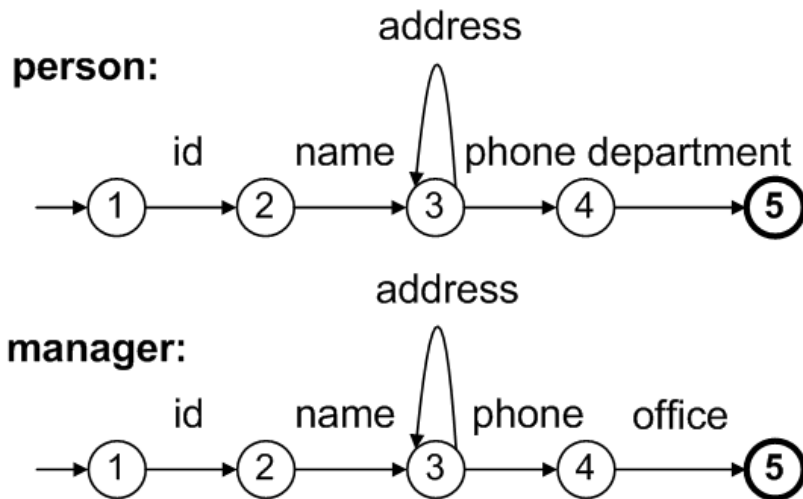 address
person:
id name phone department
1 2 3 4 5
address
manager:
id name phone office
1 2 3 4 5